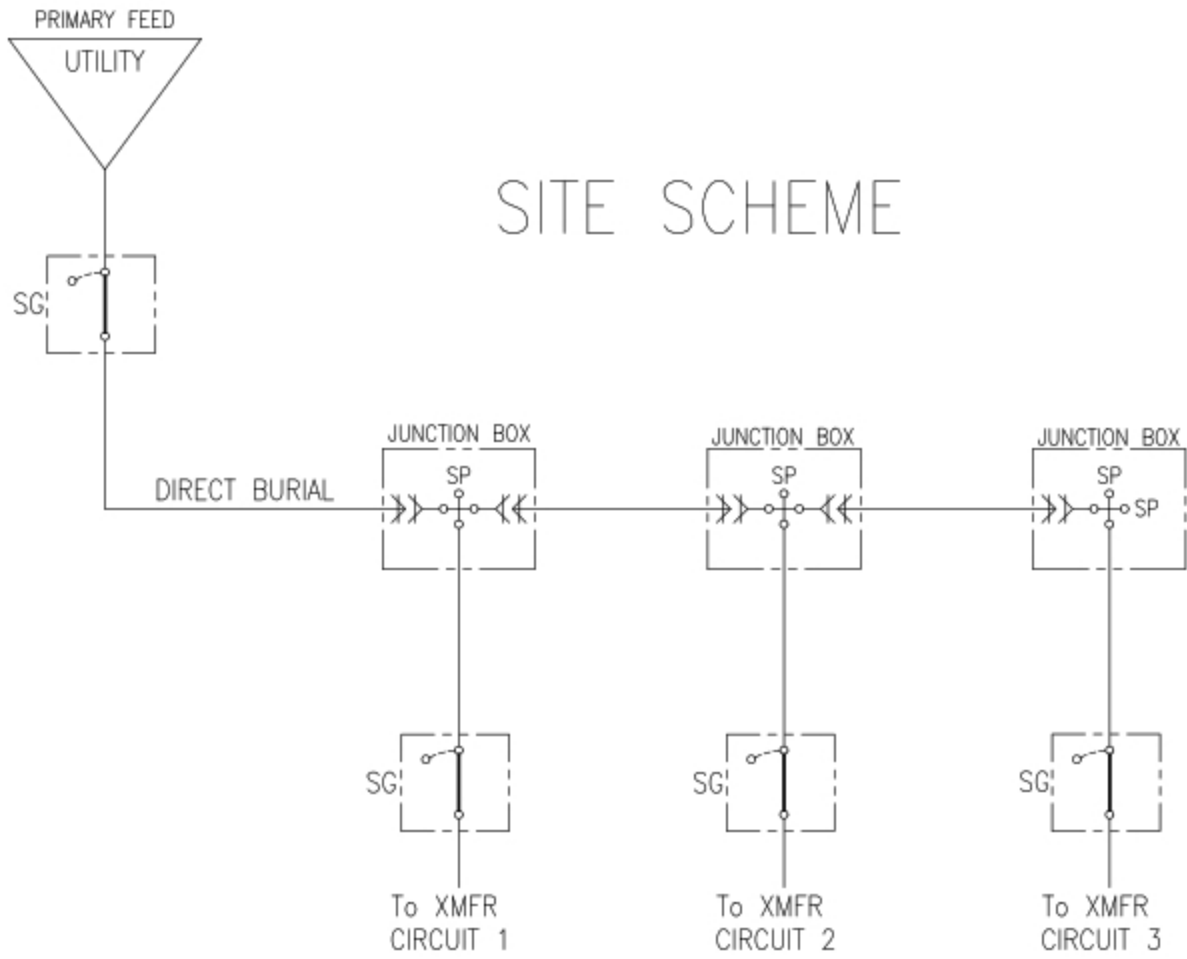 PRIMARY FEED
UTILITY
SITE SCHEME
SG
JUNCTION BOX
JUNCTION BOX
JUNCTION BOX
SP
SP
SP
DIRECT BURIAL
SP
SG
SG
SG
To XMFR
CIRCUIT 1
To XMFR
CIRCUIT 2
To XMFR
CIRCUIT 3